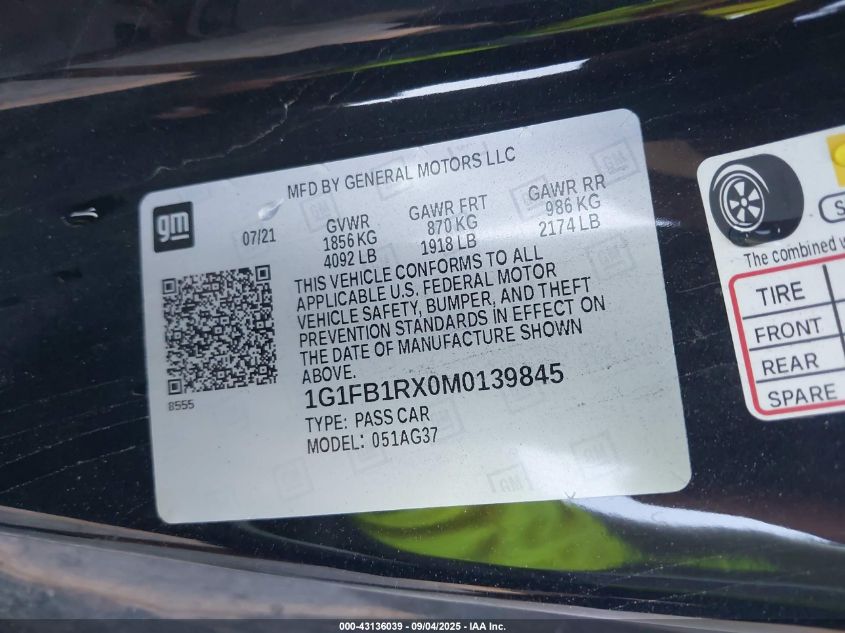 MFD BY GENERAL MOTORS LLC
gm
07/21
GVWR
1856 KG
4092 LB
GAWR FRT
870 KG
1918 LB
GAWR RR
986 KG
2174 LB
THIS VEHICLE CONFORMS TO ALL
APPLICABLE U.S. FEDERAL MOTOR
VEHICLE SAFETY, BUMPER, AND THEFT
PREVENTION STANDARDS IN EFFECT ON
THE DATE OF MANUFACTURE SHOWN
ABOVE.
8555
1G1FB1RX0M0139845
TYPE: PASS CAR
MODEL: 051AG37
The combined
TIRE
FRONT
REAR
SPARE
000-43136039 - 09/04/2025 - IAA Inc.